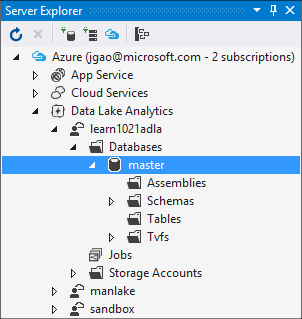 Server Explorer
Azure (jgao@microsoft.com - 2 subscriptions)
App Service
Cloud Services
Data Lake Analytics
learn1021adla
Databases
master
Assemblies
Schemas
Tables
Tvfs
Jobs
Storage Accounts
manlake
sandbox